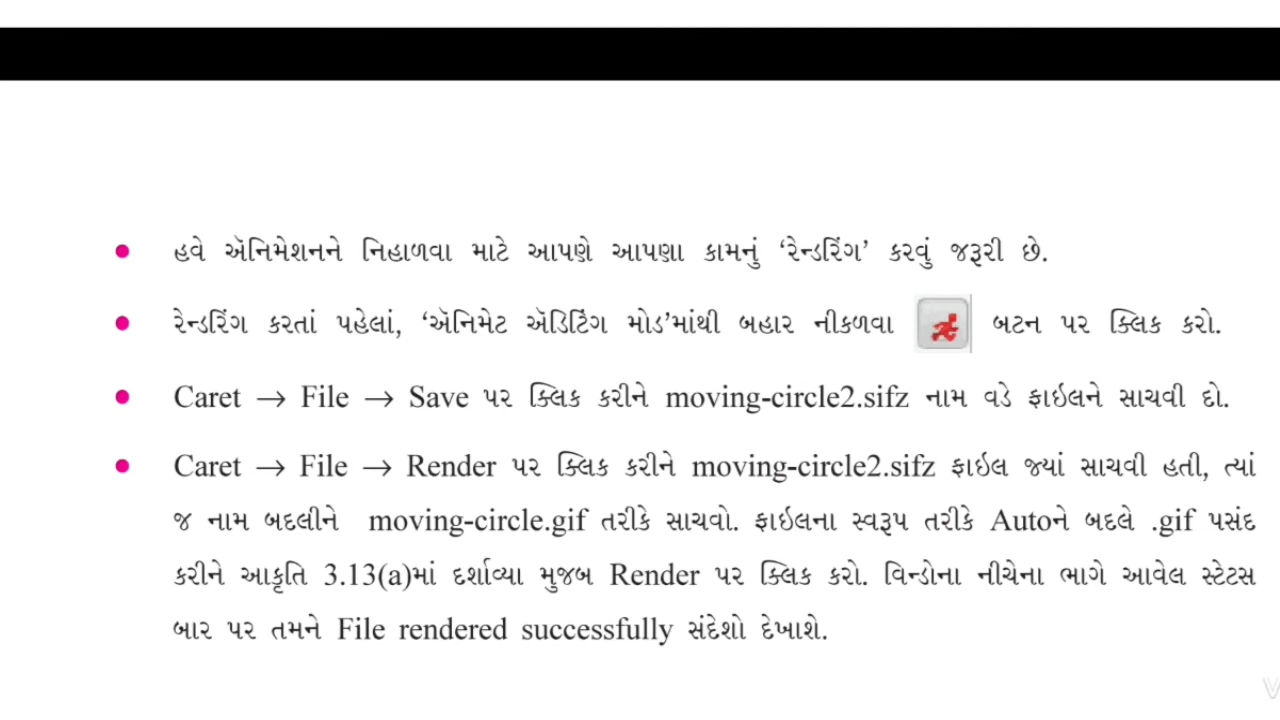 • હવે ઍનિમેશનને નિહાળવા માટે આપણે આપણા કામનું ‘રેન્ડરિંગ’ કરવું જરૂરી છે.
• રેન્ડરિંગ કરતાં પહેલાં, ‘ઍનિમેટ ઍડિટિંગ મોડ’માંથી બહાર નીકળવા બટન પર ક્લિક કરો.
• Caret → File → Save પર ક્લિક કરીને moving-circle2.sifz નામ વડે ફાઇલને સાચવી દો.
• Caret → File → Render પર ક્લિક કરીને moving-circle2.sifz ફાઇલ જ્યાં સાચવી હતી, ત્યાં
જ નામ બદલીને moving-circle.gif તરીકે સાચવો. ફાઇલના સ્વરૂપ તરીકે Autoને બદલે .gif પસંદ
કરીને આકૃતિ 3.13(a)માં દર્શાવ્યા મુજબ Render પર ક્લિક કરો. વિન્ડોના નીચેના ભાગે આવેલ સ્ટેટસ
બાર પર તમને File rendered successfully સંદેશો દેખાશે.